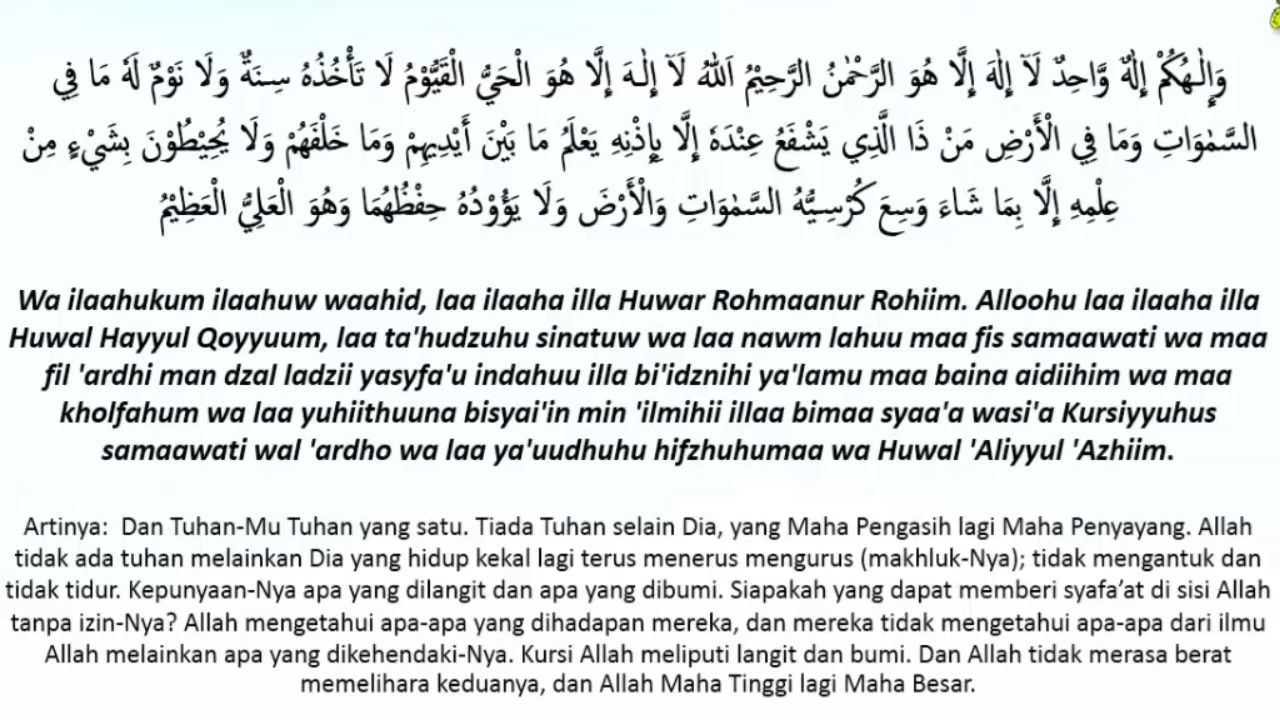 وَإِلٰـهُكُمْ إِلٰهٌ وَّاحِدٌ لَآ إِلٰهَ إِلَّا هُوَ الرَّحْمٰنُ الرَّحِيْمُ اَللهُ لَآ إِلٰـهَ إِلَّا هُوَ الْحَيُّ الْقَيُّوْمُ لَا تَأْخُذُهُ سِنَةٌ وَلَا نَوْمٌ لَهٗ مَا فِي
السَّمٰوَاتِ وَمَا فِي الْأَرْضِ مَنْ ذَا الَّذِي يَشْفَعُ عِنْدَهٗ إِلَّا بِإِذْنِهِ يَعْلَمُ مَا بَيْنَ أَيْدِيهِمْ وَمَا خَلْفَهُمْ وَلَا يُحِيْطُوْنَ بِشَيْءٍ مِنْ
عِلْمِهِ إِلَّا بِمَا شَاءَ وَسِعَ كُرْسِيُّهُ السَّمٰوَاتِ وَالْأَرْضَ وَلَا يَؤُوْدُهُ حِفْظُهُمَا وَهُوَ الْعَلِيُّ الْعَظِيْمُ
Wa ilaahukum ilaahuw waahid, laa ilaaha illa Huwar Rohmaanur Rohiim. Alloohu laa ilaaha illa
Huwal Hayyul Qoyyuum, laa ta'hudzuhu sinatuw wa laa nawm lahuu maa fis samaawati wa maa
fil 'ardhi man dzal ladzii yasyfa'u indahuu illa bi'idznihi ya'lamu maa baina aidiihim wa maa
kholfahum wa laa yuhiithuuna bisyai'in min 'ilmihii illaa bimaa syaa'a wasi'a Kursiyyuhus
samaawati wal 'ardho wa laa ya'uudhuhu hifzhuhumaa wa Huwal 'Aliyyul 'Azhiim.
Artinya:  Dan Tuhan-Mu Tuhan yang satu. Tiada Tuhan selain Dia, yang Maha Pengasih lagi Maha Penyayang. Allah
tidak ada tuhan melainkan Dia yang hidup kekal lagi terus menerus mengurus (makhluk-Nya); tidak mengantuk dan
tidak tidur. Kepunyaan-Nya apa yang dilangit dan apa yang dibumi. Siapakah yang dapat memberi syafa’at di sisi Allah
tanpa izin-Nya? Allah mengetahui apa-apa yang dihadapan mereka, dan mereka tidak mengetahui apa-apa dari ilmu
Allah melainkan apa yang dikehendaki-Nya. Kursi Allah meliputi langit dan bumi. Dan Allah tidak merasa berat
memelihara keduanya, dan Allah Maha Tinggi lagi Maha Besar.